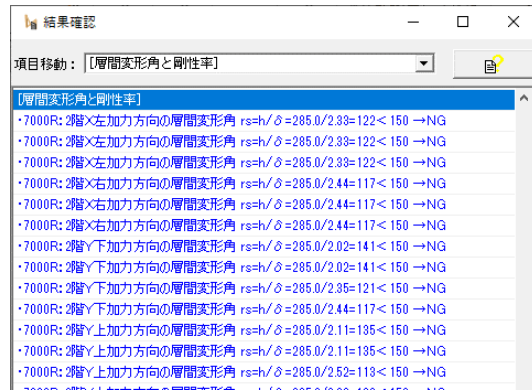 結果確認
項目移動： [層間変形角と剛性率]
[層間変形角と剛性率]
・7000R：2階X左加力方向の層間変形角 rs=h/δ=285.0/2.33=122＜150 →NG
・7000R：2階X左加力方向の層間変形角 rs=h/δ=285.0/2.33=122＜150 →NG
・7000R：2階X左加力方向の層間変形角 rs=h/δ=285.0/2.33=122＜150 →NG
・7000R：2階X右加力方向の層間変形角 rs=h/δ=285.0/2.44=117＜150 →NG
・7000R：2階X右加力方向の層間変形角 rs=h/δ=285.0/2.44=117＜150 →NG
・7000R：2階X右加力方向の層間変形角 rs=h/δ=285.0/2.44=117＜150 →NG
・7000R：2階Y下加力方向の層間変形角 rs=h/δ=285.0/2.02=141＜150 →NG
・7000R：2階Y下加力方向の層間変形角 rs=h/δ=285.0/2.02=141＜150 →NG
・7000R：2階Y下加力方向の層間変形角 rs=h/δ=285.0/2.35=121＜150 →NG
・7000R：2階Y下加力方向の層間変形角 rs=h/δ=285.0/2.44=117＜150 →NG
・7000R：2階Y上加力方向の層間変形角 rs=h/δ=285.0/2.11=135＜150 →NG
・7000R：2階Y上加力方向の層間変形角 rs=h/δ=285.0/2.11=135＜150 →NG
・7000R：2階Y上加力方向の層間変形角 rs=h/δ=285.0/2.52=113＜150 →NG